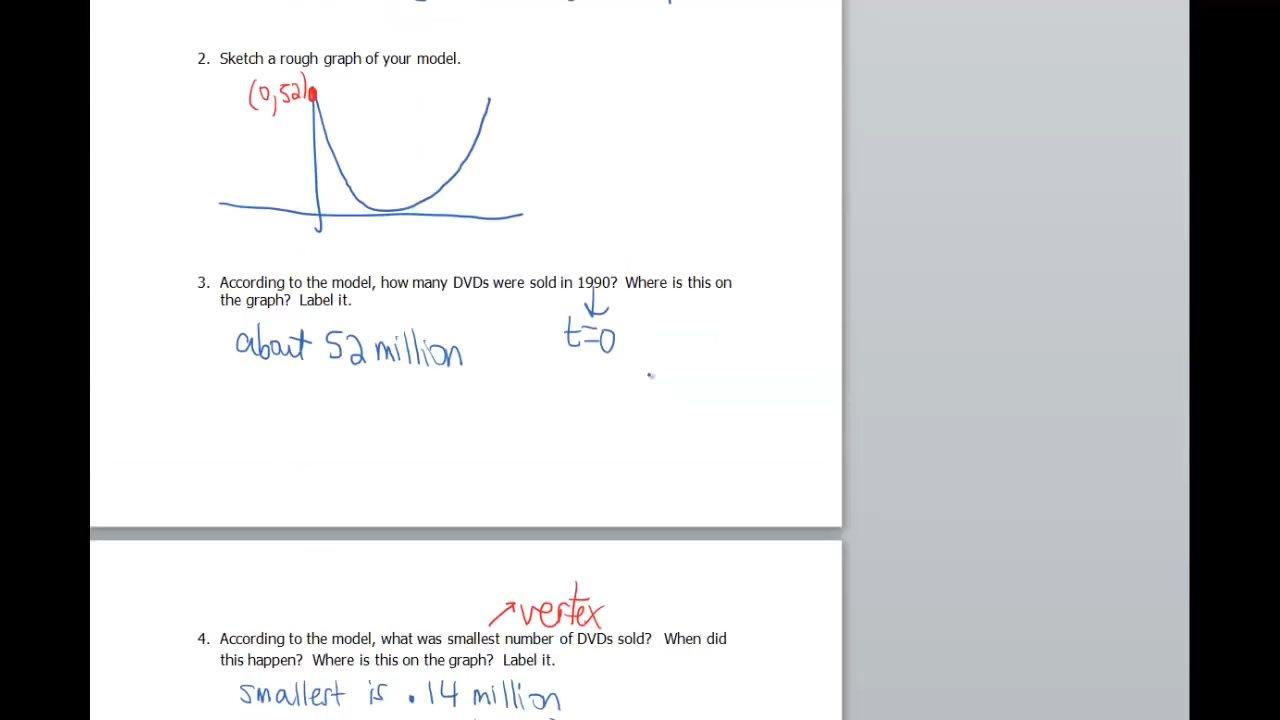 2. Sketch a rough graph of your model.
(0,52)
3. According to the model, how many DVDs were sold in 1990? Where is this on
the graph? Label it.
t=0
about 52 million
vertex
4. According to the model, what was smallest number of DVDs sold? When did
this happen? Where is this on the graph? Label it.
smallest is .14 million